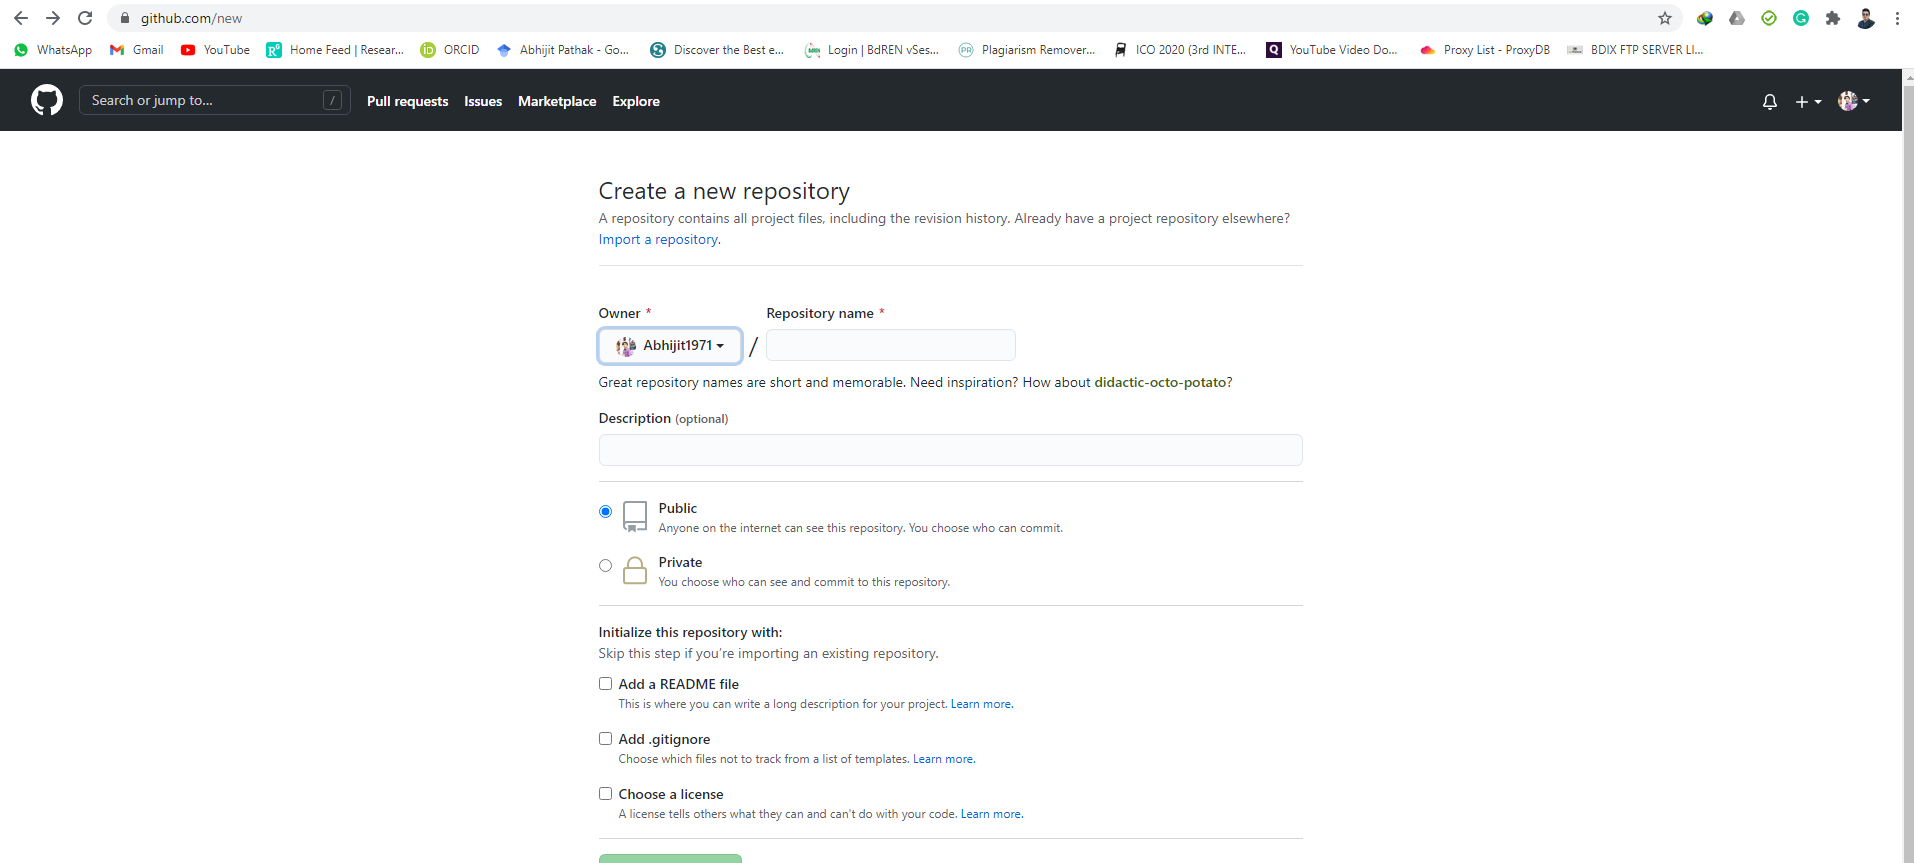 github.com/new
WhatsApp Gmail YouTube Home Feed | Resear... ORCID Abhijit Pathak - Go... Discover the Best e... Login | BdREN vSes... Plagiarism Remover... ICO 2020 (3rd INTE... YouTube Video Do... Proxy List - ProxyDB BDIX FTP SERVER LI...
Search or jump to... / Pull requests Issues Marketplace Explore
Create a new repository
A repository contains all project files, including the revision history. Already have a project repository elsewhere?
Import a repository.
Owner * Repository name *
Abhijit1971 /
Great repository names are short and memorable. Need inspiration? How about didactic-octo-potato?
Description (optional)
Public
Anyone on the internet can see this repository. You choose who can commit.
Private
You choose who can see and commit to this repository.
Initialize this repository with:
Skip this step if you're importing an existing repository.
Add a README file
This is where you can write a long description for your project. Learn more.
Add .gitignore
Choose which files not to track from a list of templates. Learn more.
Choose a license
A license tells others what they can and can't do with your code. Learn more.